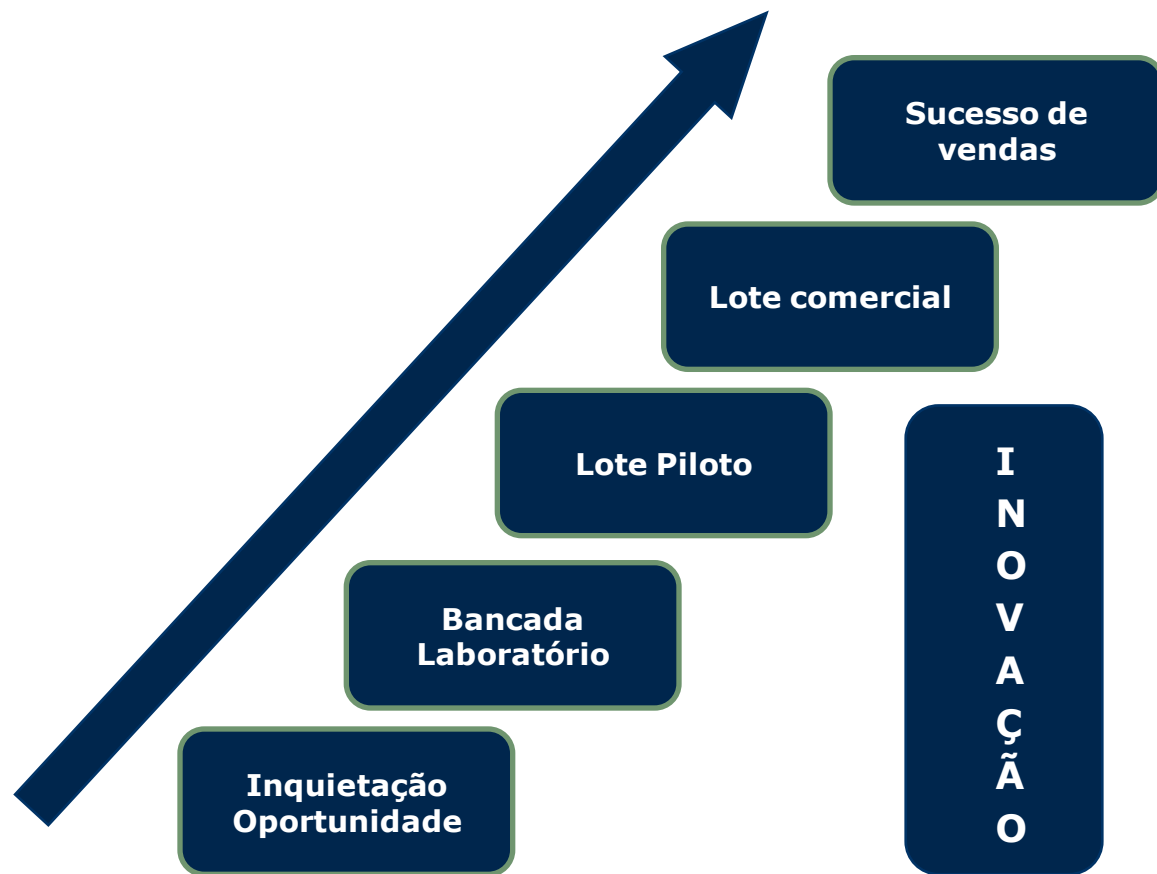 Sucesso de
vendas
Lote comercial
Lote Piloto
Bancada
Laboratório
Inquietação
Oportunidade
I
N
O
V
A
Ç
Ã
O